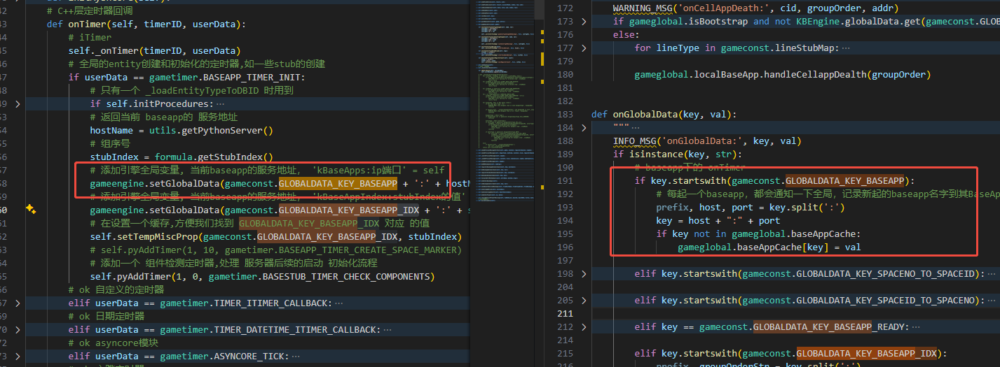 # C++层定时器回调
def onTimer(self, timerID, userData):
# iTimer
self._onTimer(timerID, userData)
# 全局的entity创建和初始化的定时器,如一些stub的创建
if userData == gametimer.BASEAPP_TIMER_INIT:
# 只有一个 _loadEntityTypeToDBID 时用到
if self.initProcedures:…
# 返回当前 baseapp的 服务地址
hostName = utils.getPythonServer()
# 组序号
stubIndex = formula.getStubIndex()
# 添加引擎全局变量, 当前baseapp的服务地址, 'kBaseApps:ip端口' = self
gameengine.setGlobalData(gameconst.GLOBALDATA_KEY_BASEAPP + ':' +
# 添加引擎全局变量, 当前baseapp的服务地址, 'kBaseAppIndex:stubIndex的值'
gameengine.setGlobalData(gameconst.GLOBALDATA_KEY_BASEAPP_IDX + ':' +
# 在设置一个缓存,方便我们找到 GLOBALDATA_KEY_BASEAPP_IDX 对应 的值
self.setTempMiscProp(gameconst.GLOBALDATA_KEY_BASEAPP_IDX, stubIndex)
# self.pyAddTimer(1, 10, gametimer.BASEAPP_TIMER_CREATE_SPACE_MARKER)
# 添加一个 组件检测定时器,处理 服务器后续的启动 初始化流程
self.pyAddTimer(1, 0, gametimer.BASESTUB_TIMER_CHECK_COMPONENTS)
# ok 自定义的定时器
elif userData == gametimer.TIMER_ITIMER_CALLBACK:…
# ok 日期定时器
elif userData == gametimer.TIMER_DATETIME_ITIMER_CALLBACK:…
# ok asyncore模块
elif userData == gametimer.ASYNCORE_TICK:…
172 WARNING_MSG('onCellAppDeath:', cid, groupOrder, addr)
173 if gameglobal.isBootstrap and not KBEngine.globalData.get(gameconst.GLO
176 else:
177 for lineType in gameconst.lineStubMap:…
179
180 gameglobal.localBaseApp.handleCellappDealth(groupOrder)
181
182
183 def onGlobalData(key, val):
184 """…
188 INFO_MSG('onGlobalData:', key, val)
189 if isinstance(key, str):
190 # baseapp下的 onTimer
191 if key.startswith(gameconst.GLOBALDATA_KEY_BASEAPP):
192 # 每起一个baseapp，都会通知一下全局，记录新起的baseapp名字到其BaseAp
193 prefix, host, port = key.split(':')
194 key = host + ":" + port
195 if key not in gameglobal.baseAppCache:
196 gameglobal.baseAppCache[key] = val
197
198 elif key.startswith(gameconst.GLOBALDATA_KEY_SPACENO_TO_SPACEID):…
204
205 elif key.startswith(gameconst.GLOBALDATA_KEY_SPACEID_TO_SPACENO):…
211
212 elif key == gameconst.GLOBALDATA_KEY_BASEAPP_READY:…
214
215 elif key.startswith(gameconst.GLOBALDATA_KEY_BASEAPP_IDX):
216 prefix, groupOrderStr = key.split(':')